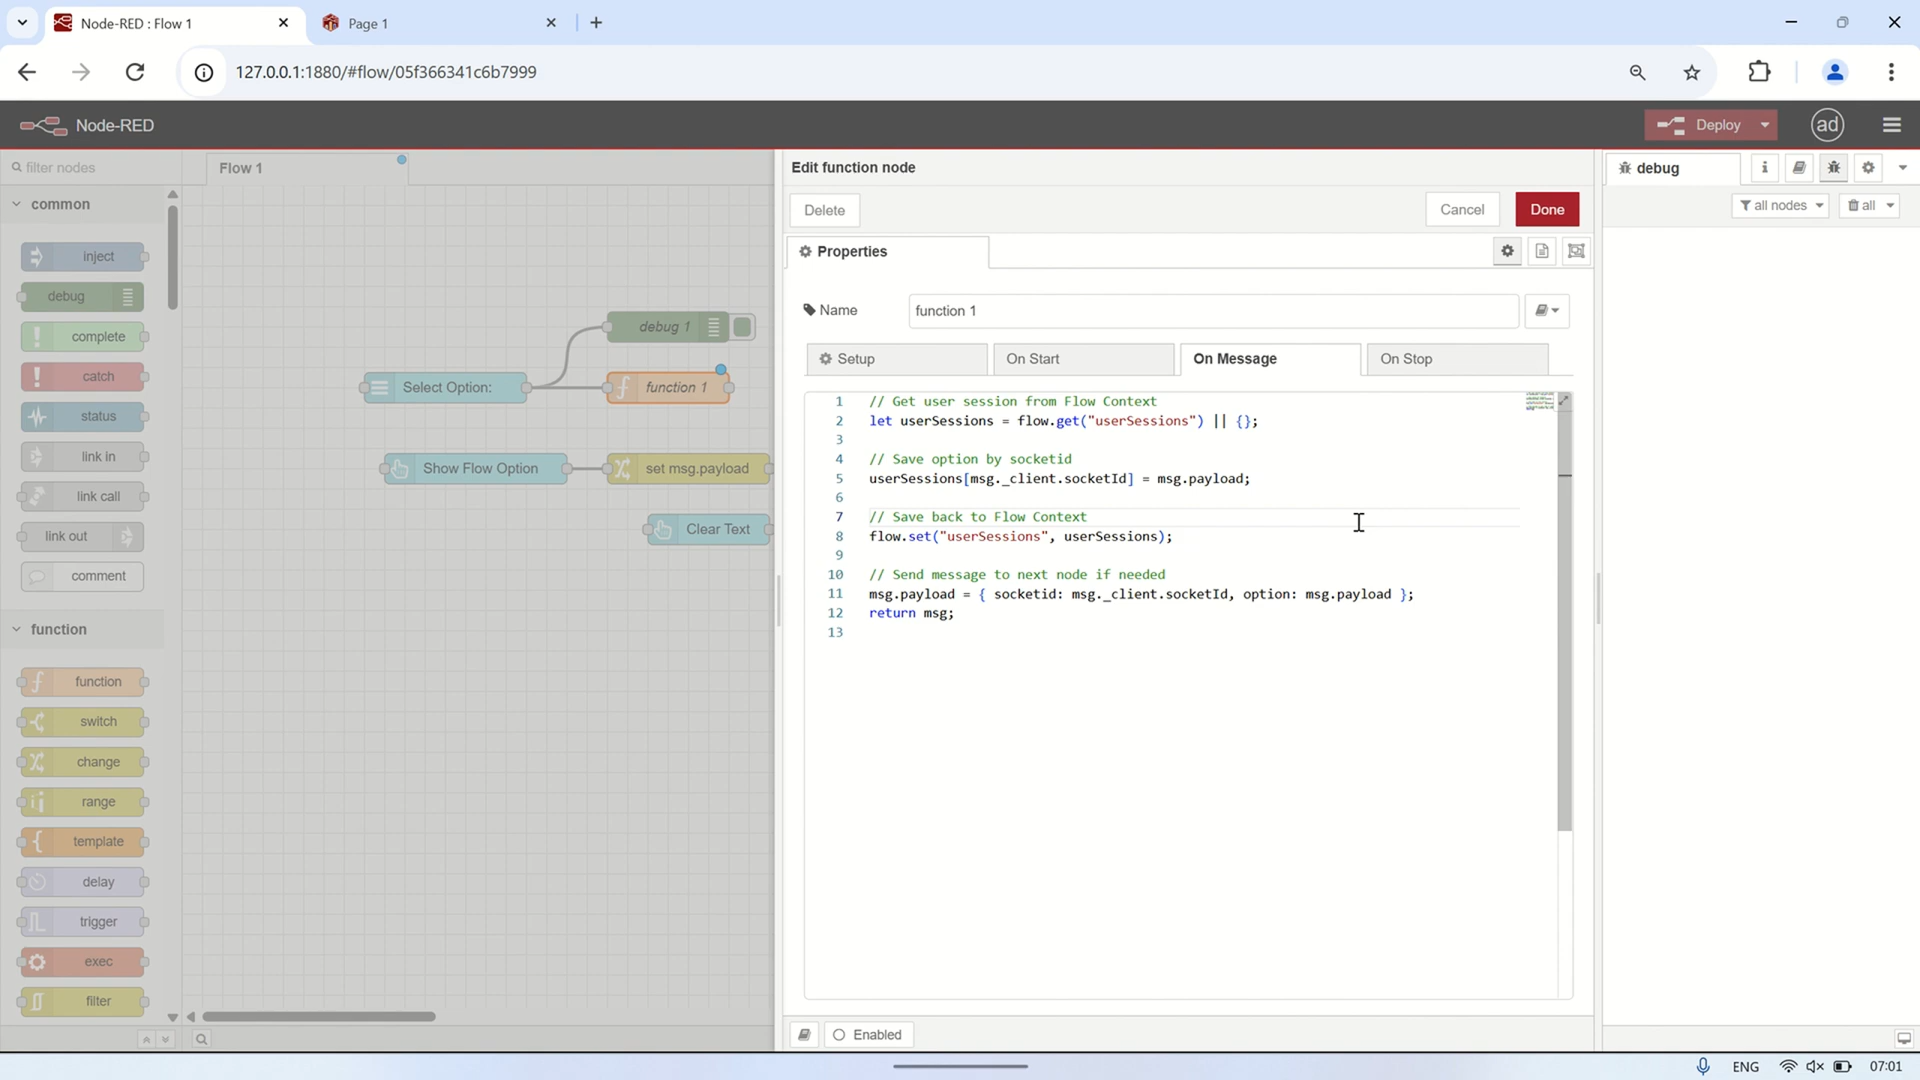 Node-RED : Flow 1
Page 1
127.0.0.1:1880/#flow/05f366341c6b7999
Node-RED
Deploy
ad
filter nodes
Flow 1
Edit function node
debug
common
Delete
Cancel
Done
all nodes
all
inject
debug
complete
catch
status
link in
link call
link out
comment
function
function
switch
change
range
template
delay
trigger
exec
filter
Select Option:
debug 1
function 1
Show Flow Option
set msg.payload
Clear Text
Properties
Name
function 1
Setup
On Start
On Message
On Stop
1 // Get user session from Flow Context
2 let userSessions = flow.get("userSessions") || {};
3
4 // Save option by socketid
5 userSessions[msg._client.socketId] = msg.payload;
6
7 // Save back to Flow Context
8 flow.set("userSessions", userSessions);
9
10 // Send message to next node if needed
11 msg.payload = { socketid: msg._client.socketId, option: msg.payload };
12 return msg;
13
Enabled
ENG
07:01